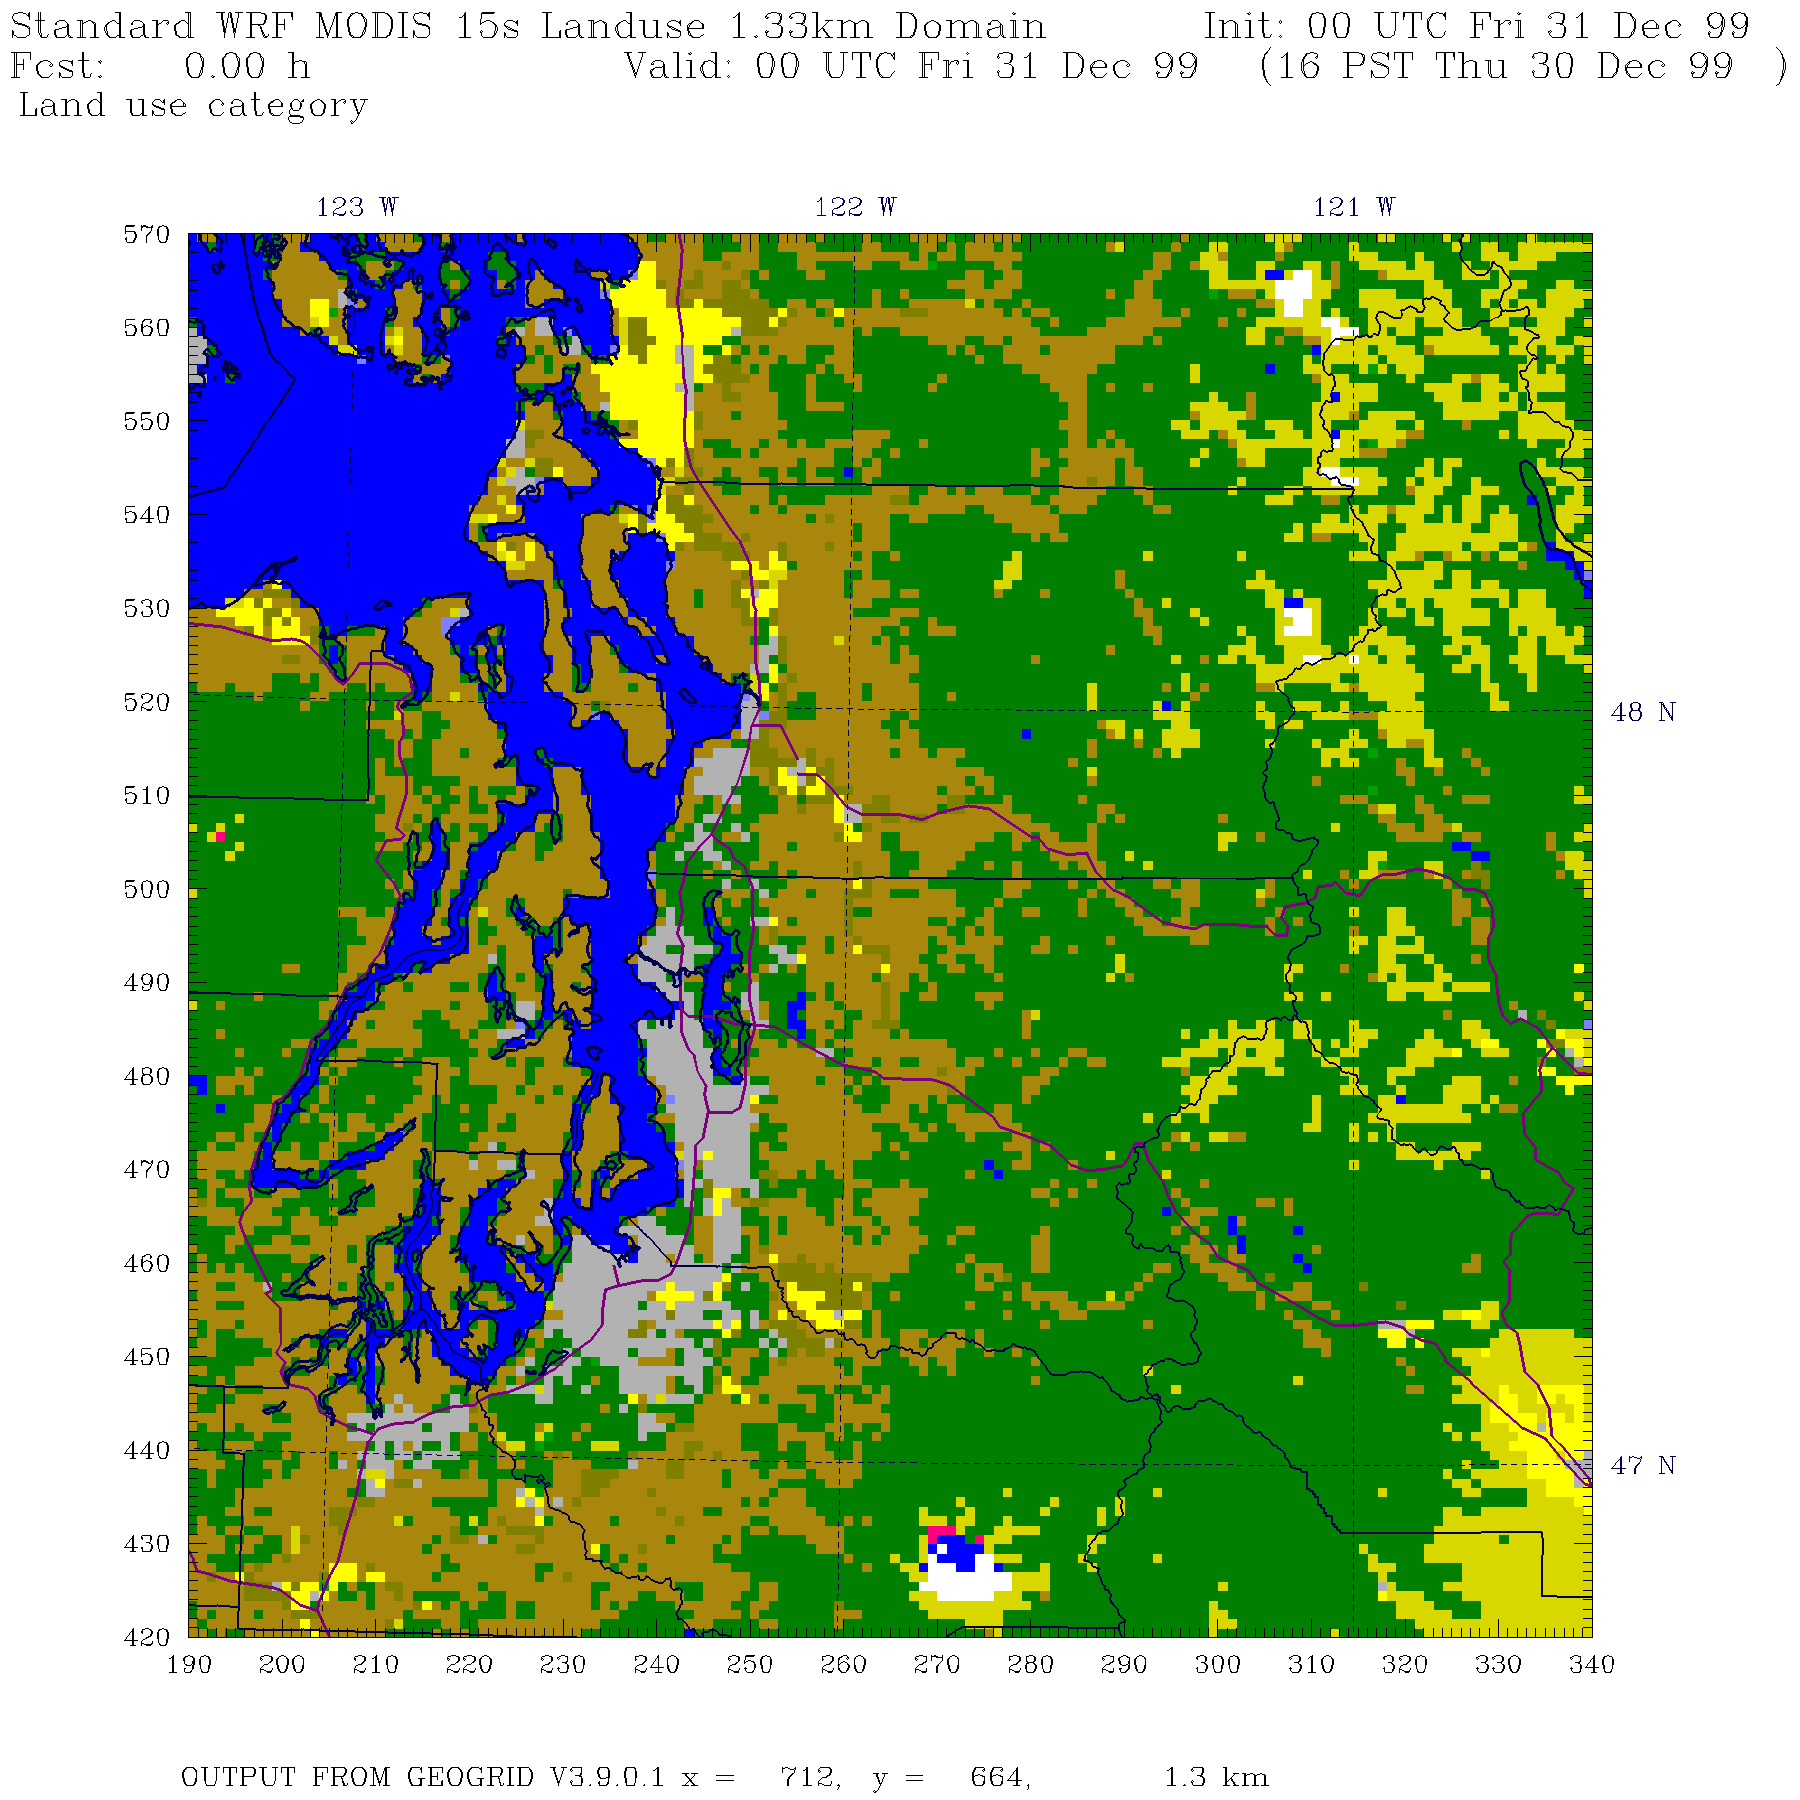 Standard WRF MODIS 15s Landuse 1.33km Domain Init: 00 UTC Fri 31 Dec 99
Fcst: 0.00 h Valid: 00 UTC Fri 31 Dec 99 (16 PST Thu 30 Dec 99 )
Land use category
123 W 122 W 121 W
570
560
550
540
530
520
48 N
510
500
490
480
470
460
450
440
47 N
430
420
190 200 210 220 230 240 250 260 270 280 290 300 310 320 330 340
OUTPUT FROM GEOGRID V3.9.0.1 x = 712, y = 664, 1.3 km